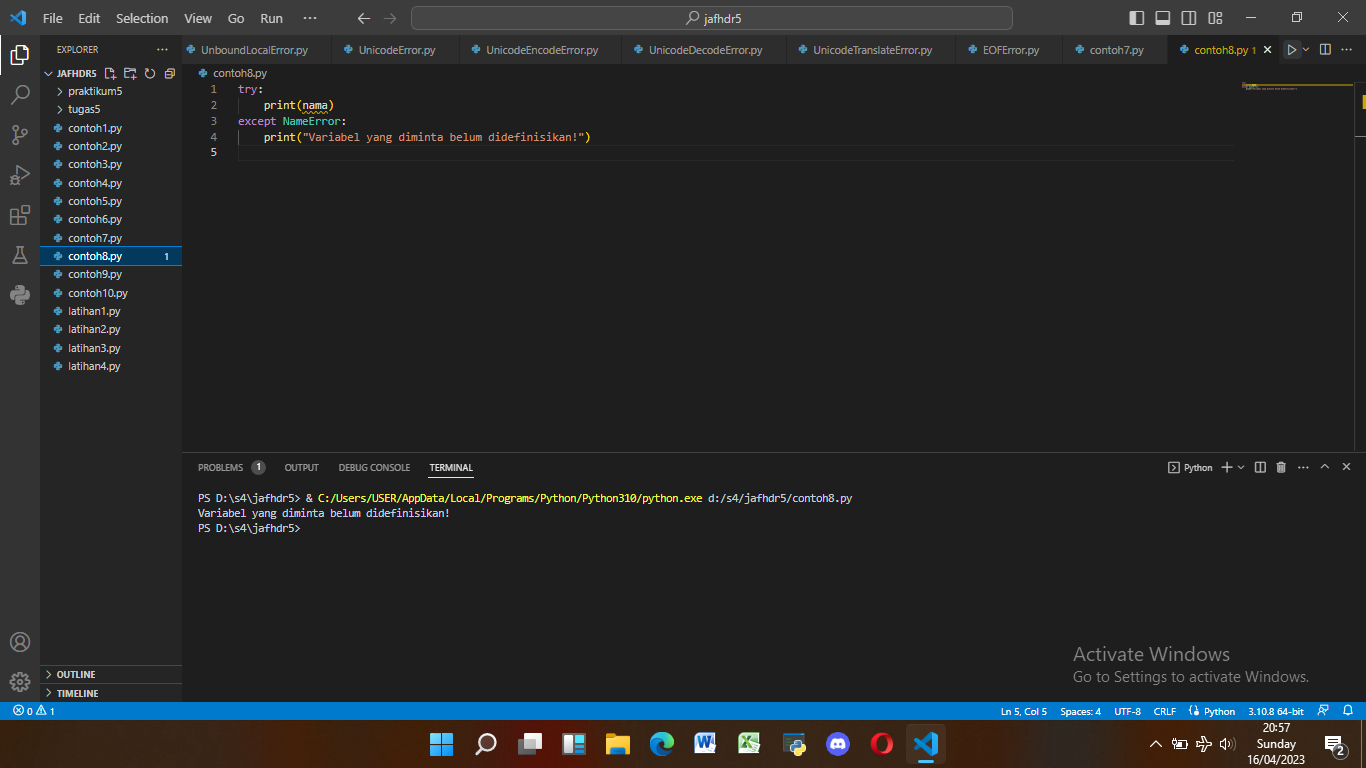 File Edit Selection View Go Run ··· jafhdr5
EXPLORER ···
UnboundLocalError.py UnicodeError.py UnicodeEncodeError.py UnicodeDecodeError.py UnicodeTranslateError.py EOFError.py contoh7.py contoh8.py 1
JAFHDR5
praktikum5
tugas5
contoh1.py
contoh2.py
contoh3.py
contoh4.py
contoh5.py
contoh6.py
contoh7.py
contoh8.py 1
contoh9.py
contoh10.py
latihan1.py
latihan2.py
latihan3.py
latihan4.py
OUTLINE
TIMELINE
contoh8.py
1 try:
2 print(nama)
3 except NameError:
4 print("Variabel yang diminta belum didefinisikan!")
5
PROBLEMS 1 OUTPUT DEBUG CONSOLE TERMINAL Python
PS D:\s4\jafhdr5> & C:/Users/USER/AppData/Local/Programs/Python/Python310/python.exe d:/s4/jafhdr5/contoh8.py
Variabel yang diminta belum didefinisikan!
PS D:\s4\jafhdr5>
Activate Windows
Go to Settings to activate Windows.
0 1 Ln 5, Col 5 Spaces: 4 UTF-8 CRLF Python 3.10.8 64-bit
20:57
Sunday
16/04/2023
2